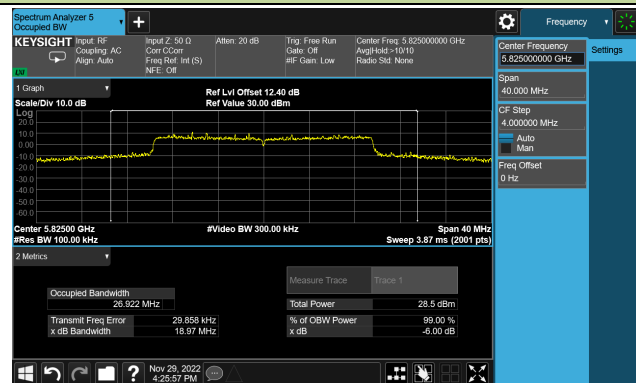 Spectrum Analyzer 5
Occupied BW
Frequency
KEYSIGHT
Input: RF
Coupling: AC
Align: Auto
Input Z: 50 Ω
Corr CCorr
Freq Ref: Int (S)
NFE: Off
Atten: 20 dB
Trig: Free Run
Gate: Off
#IF Gain: Low
Center Freq: 5.825000000 GHz
Avg|Hold:>10/10
Radio Std: None
LXI
Center Frequency
5.825000000 GHz
Settings
Span
40.000 MHz
CF Step
4.000000 MHz
Auto
Man
Freq Offset
0 Hz
1 Graph
Scale/Div 10.0 dB
Ref Lvl Offset 12.40 dB
Ref Value 30.00 dBm
Log
20.0
10.0
0.00
-10.0
-20.0
-30.0
-40.0
-50.0
-60.0
Center 5.82500 GHz
#Video BW 300.00 kHz
Span 40 MHz
#Res BW 100.00 kHz
Sweep 3.87 ms (2001 pts)
2 Metrics
Measure Trace
Trace 1
Occupied Bandwidth
26.922 MHz
Total Power
28.5 dBm
Transmit Freq Error
29.858 kHz
% of OBW Power
99.00 %
x dB Bandwidth
18.97 MHz
x dB
-6.00 dB
Nov 29, 2022
4:25:57 PM